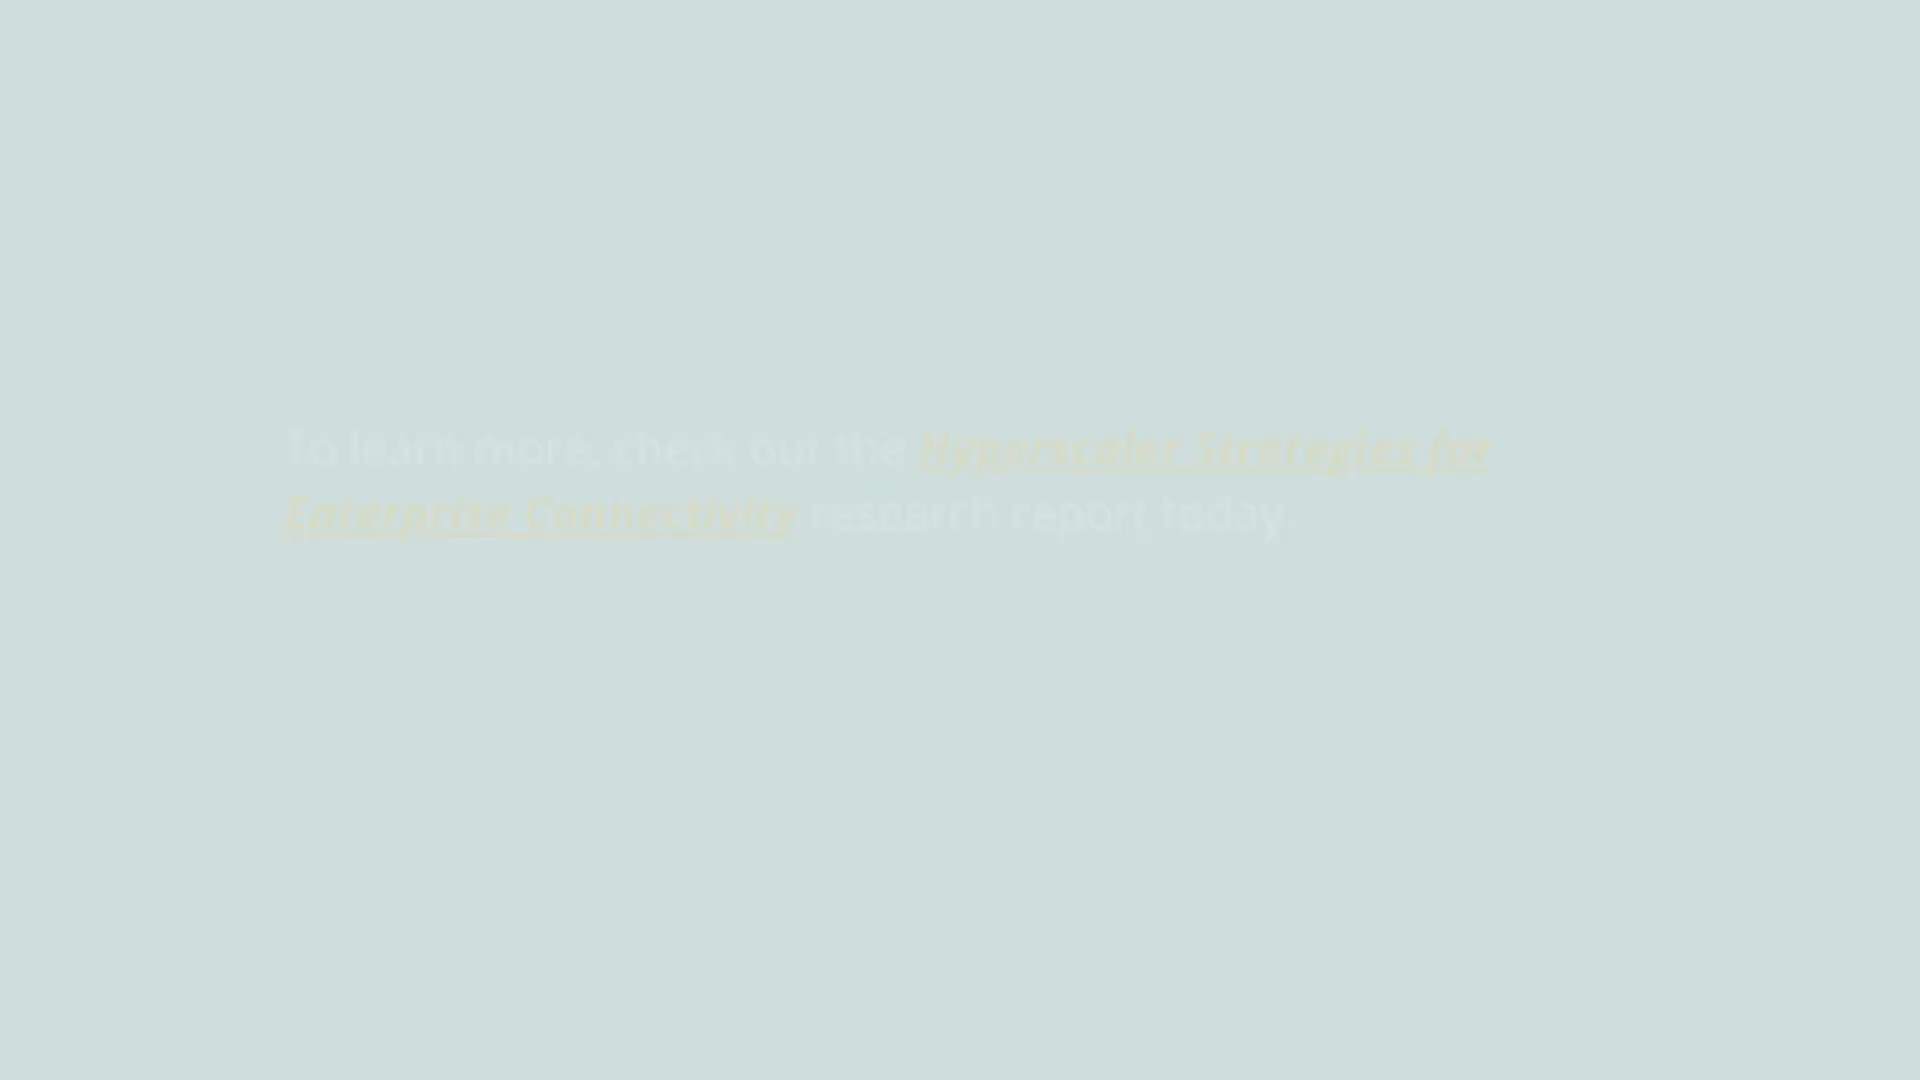 To learn more, check out the Hyperscaler Strategies for
Enterprise Connectivity research report today.